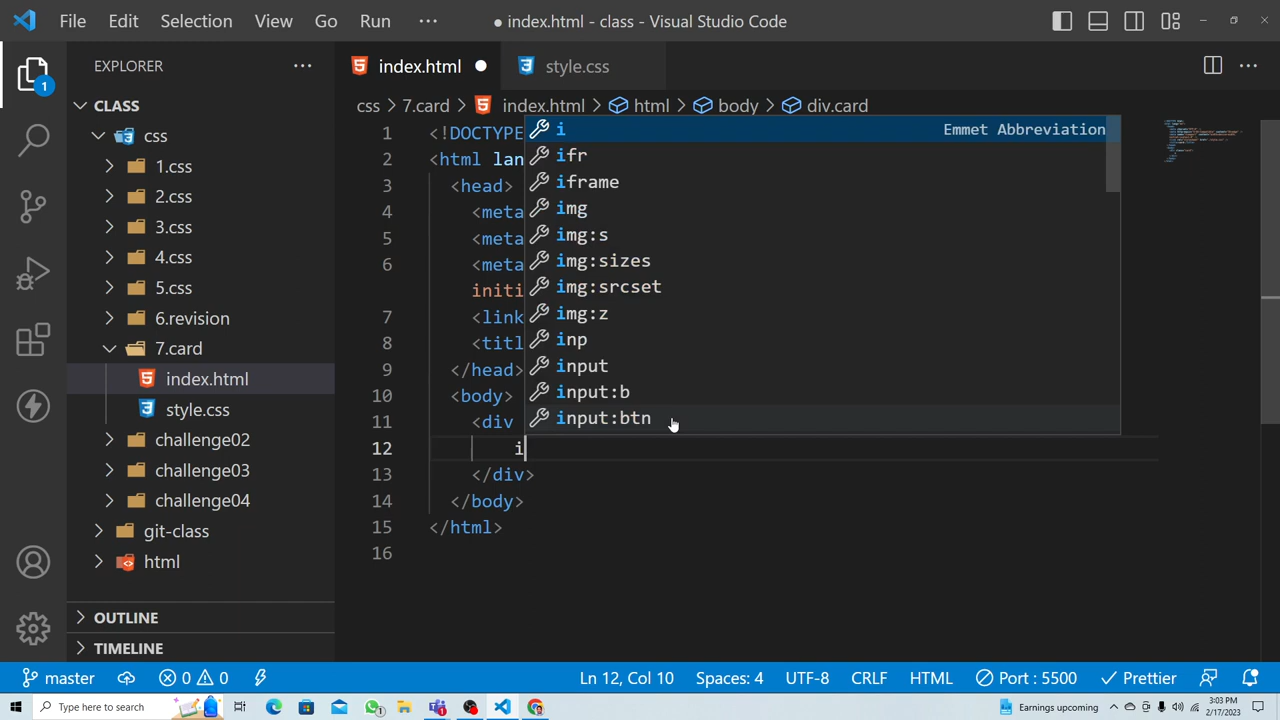 File Edit Selection View Go Run ··· ● index.html - class - Visual Studio Code
EXPLORER ···
1
index.html ●
style.css
···
css > 7.card > index.html > html > body > div.card
CLASS
css
1.css
2.css
3.css
4.css
5.css
6.revision
7.card
index.html
style.css
challenge02
challenge03
challenge04
git-class
html
OUTLINE
TIMELINE
1 <!DOCTYPE
2 <html lan
3 <head>
4 <meta
5 <meta
6 <meta
initi
7 <link
8 <titl
9 </head>
10 <body>
11 <div
12 i
13 </div>
14 </body>
15 </html>
16
i Emmet Abbreviation
ifr
iframe
img
img:s
img:sizes
img:srcset
img:z
inp
input
input:b
input:btn
master 0 0 Ln 12, Col 10 Spaces: 4 UTF-8 CRLF HTML Port : 5500 Prettier
Type here to search
1
Earnings upcoming
3:03 PM
2/17/2023